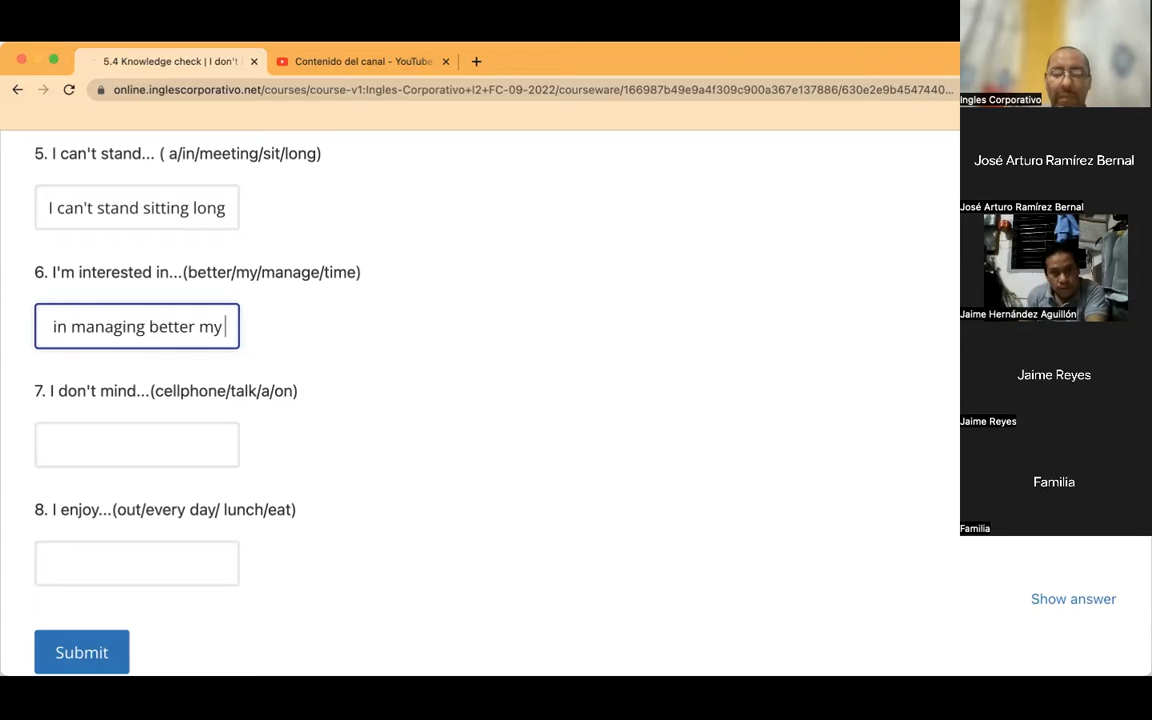 5.4 Knowledge check | I don't
Contenido del canal - YouTube
online.inglescorporativo.net/courses/course-v1:Ingles-Corporativo+I2+FC-09-2022/courseware/166987b49e9a4f309c900a367e137886/630e2e9b4547440...
5. I can't stand... ( a/in/meeting/sit/long)
I can't stand sitting long
6. I'm interested in...(better/my/manage/time)
in managing better my
7. I don't mind...(cellphone/talk/a/on)
8. I enjoy...(out/every day/ lunch/eat)
Show answer
Submit
Ingles Corporativo
José Arturo Ramírez Bernal
José Arturo Ramírez Bernal
Jaime Hernández Aguillón
Jaime Reyes
Jaime Reyes
Familia
Familia